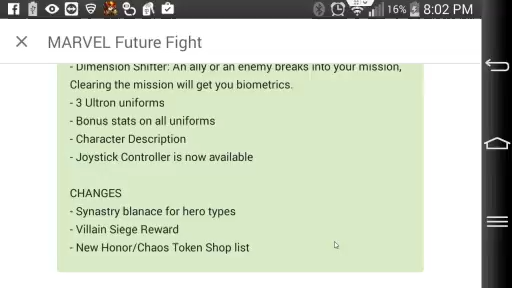 16% 8:02 PM
MARVEL Future Fight
- Dimension Shifter: An ally or an enemy breaks into your mission,
Clearing the mission will get you biometrics.
- 3 Ultron uniforms
- Bonus stats on all uniforms
- Character Description
- Joystick Controller is now available
CHANGES
- Synastry blanace for hero types
- Villain Siege Reward
- New Honor/Chaos Token Shop list